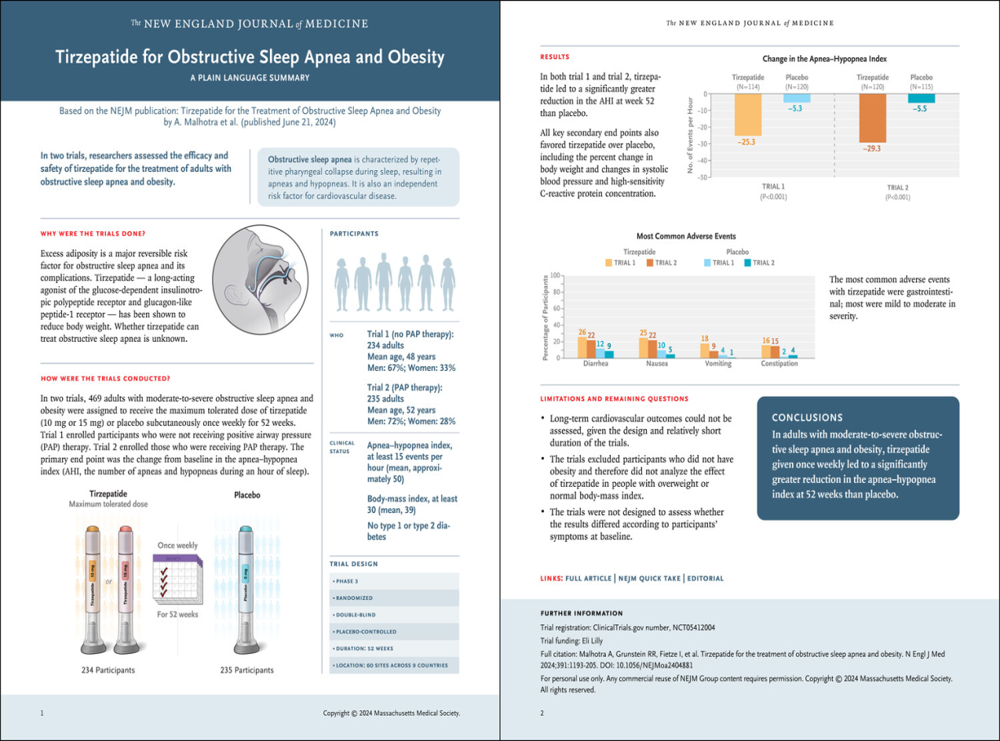 The NEW ENGLAND JOURNAL of MEDICINE
Tirzepatide for Obstructive Sleep Apnea and Obesity
A PLAIN LANGUAGE SUMMARY
Based on the NEJM publication: Tirzepatide for the Treatment of Obstructive Sleep Apnea and Obesity
by A. Malhotra et al. (published June 21, 2024)
In two trials, researchers assessed the efficacy and
safety of tirzepatide for the treatment of adults with
obstructive sleep apnea and obesity.
Obstructive sleep apnea is characterized by repet-
itive pharyngeal collapse during sleep, resulting in
apneas and hypopneas. It is also an independent
risk factor for cardiovascular disease.
WHY WERE THE TRIALS DONE?
Excess adiposity is a major reversible risk
factor for obstructive sleep apnea and its
complications. Tirzepatide — a long-acting
agonist of the glucose-dependent insulinotro-
pic polypeptide receptor and glucagon-like
peptide-1 receptor — has been shown to
reduce body weight. Whether tirzepatide can
treat obstructive sleep apnea is unknown.
HOW WERE THE TRIALS CONDUCTED?
In two trials, 469 adults with moderate-to-severe obstructive sleep apnea and
obesity were assigned to receive the maximum tolerated dose of tirzepatide
(10 mg or 15 mg) or placebo subcutaneously once weekly for 52 weeks.
Trial 1 enrolled participants who were not receiving positive airway pressure
(PAP) therapy. Trial 2 enrolled those who were receiving PAP therapy. The
primary end point was the change from baseline in the apnea–hypopnea
index (AHI, the number of apneas and hypopneas during an hour of sleep).
Tirzepatide
Maximum tolerated dose
Placebo
Tirzepatide 10 mg
or
Tirzepatide 15 mg
Once weekly
For 52 weeks
Placebo 0 mg
234 Participants
235 Participants
PARTICIPANTS
WHO
Trial 1 (no PAP therapy):
234 adults
Mean age, 48 years
Men: 67%; Women: 33%
Trial 2 (PAP therapy):
235 adults
Mean age, 52 years
Men: 72%; Women: 28%
CLINICAL
STATUS
Apnea–hypopnea index,
at least 15 events per
hour (mean, approxi-
mately 50)
Body-mass index, at least
30 (mean, 39)
No type 1 or type 2 dia-
betes
TRIAL DESIGN
• PHASE 3
• RANDOMIZED
• DOUBLE-BLIND
• PLACEBO-CONTROLLED
• DURATION: 52 WEEKS
• LOCATION: 60 SITES ACROSS 9 COUNTRIES
1
Copyright © 2024 Massachusetts Medical Society.
The NEW ENGLAND JOURNAL of MEDICINE
RESULTS
In both trial 1 and trial 2, tirzepa-
tide led to a significantly greater
reduction in the AHI at week 52
than placebo.
All key secondary end points also
favored tirzepatide over placebo,
including the percent change in
body weight and changes in systolic
blood pressure and high-sensitivity
C-reactive protein concentration.
Change in the Apnea–Hypopnea Index
Tirzepatide (N=114)
Placebo (N=120)
Tirzepatide (N=120)
Placebo (N=115)
No. of Events per Hour
0
−10
−20
−30
−40
−50
−25.3
−5.3
−29.3
−5.5
TRIAL 1
(P<0.001)
TRIAL 2
(P<0.001)
Most Common Adverse Events
Tirzepatide
Placebo
TRIAL 1 TRIAL 2 TRIAL 1 TRIAL 2
Percentage of Participants
100
80
60
40
20
0
26 22 12 9
25 22 10 5
18 9 4 1
16 15 2 4
Diarrhea Nausea Vomiting Constipation
The most common adverse events
with tirzepatide were gastrointesti-
nal; most were mild to moderate in
severity.
LIMITATIONS AND REMAINING QUESTIONS
• Long-term cardiovascular outcomes could not be
assessed, given the design and relatively short
duration of the trials.
• The trials excluded participants who did not have
obesity and therefore did not analyze the effect
of tirzepatide in people with overweight or
normal body-mass index.
• The trials were not designed to assess whether
the results differed according to participants'
symptoms at baseline.
CONCLUSIONS
In adults with moderate-to-severe obstruc-
tive sleep apnea and obesity, tirzepatide
given once weekly led to a significantly
greater reduction in the apnea–hypopnea
index at 52 weeks than placebo.
LINKS: FULL ARTICLE | NEJM QUICK TAKE | EDITORIAL
FURTHER INFORMATION
Trial registration: ClinicalTrials.gov number, NCT05412004
Trial funding: Eli Lilly
Full citation: Malhotra A, Grunstein RR, Fietze I, et al. Tirzepatide for the treatment of obstructive sleep apnea and obesity. N Engl J Med
2024;391:1193-205. DOI: 10.1056/NEJMoa2404881
For personal use only. Any commercial reuse of NEJM Group content requires permission. Copyright © 2024 Massachusetts Medical Society.
All rights reserved.
2